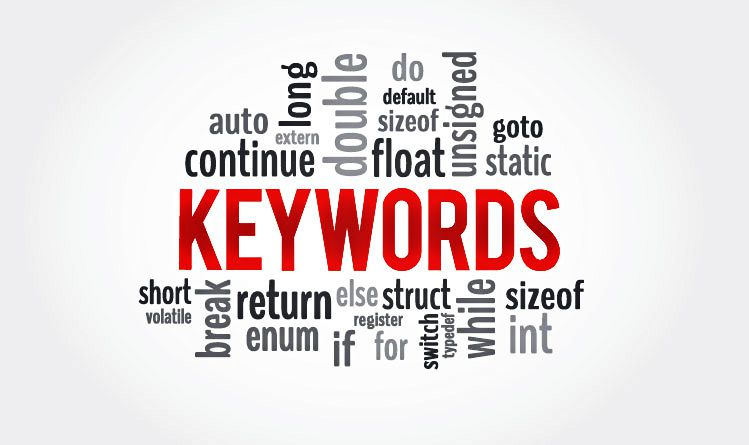 long
double
do
unsigned
default
auto
sizeof
goto
extern
continue
float
static
KEYWORDS
short
break
return
else
struct
while
sizeof
volatile
enum
register
switch
typedef
int
if
for